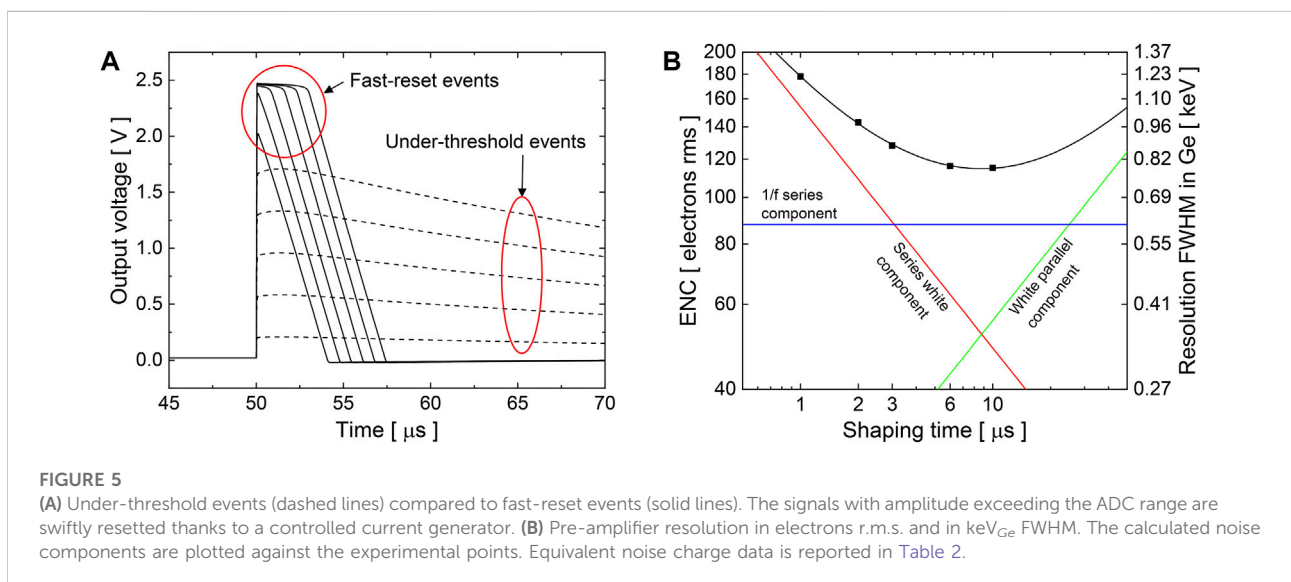 A
Fast-reset events
Under-threshold events
Output voltage [ V ]
2.5
2.0
1.5
1.0
0.5
0.0
45 50 55 60 65 70
Time [ μs ]
B
ENC [ electrons rms ]
200
180
160
140
120
100
80
60
40
1/f series
component
Series white
component
White parallel
component
1 2 3 6 10
Shaping time [ μs ]
1.37
1.23
1.10
0.96
0.82
0.69
0.55
0.41
0.27
Resolution FWHM in Ge [ keV ]
FIGURE 5
(A) Under-threshold events (dashed lines) compared to fast-reset events (solid lines). The signals with amplitude exceeding the ADC range are
swiftly resetted thanks to a controlled current generator. (B) Pre-amplifier resolution in electrons r.m.s. and in keVGe FWHM. The calculated noise
components are plotted against the experimental points. Equivalent noise charge data is reported in Table 2.